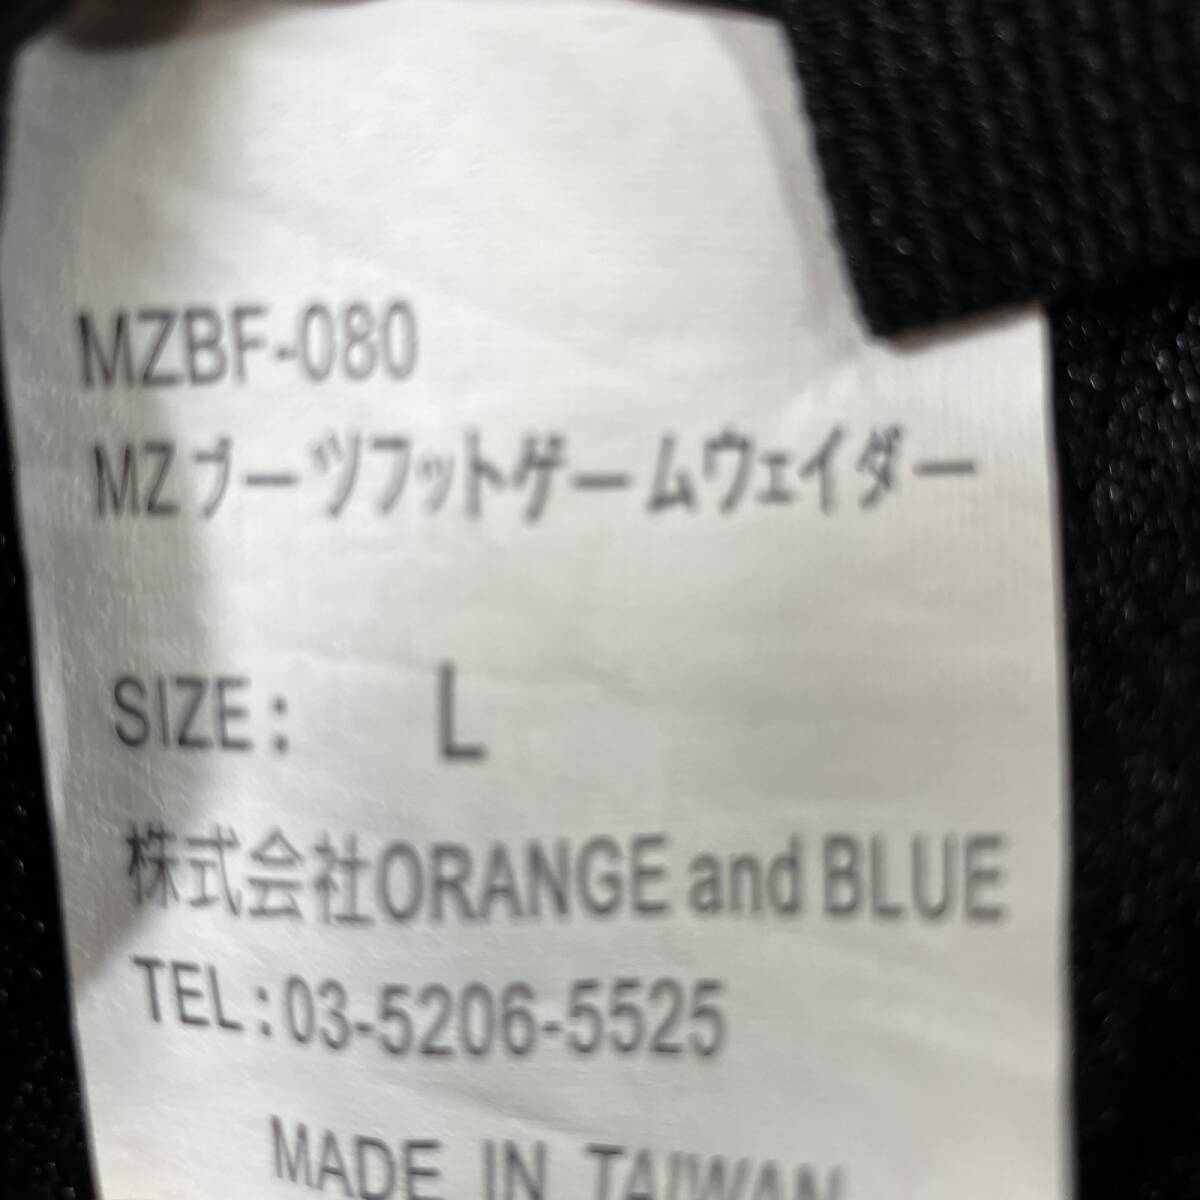 MZBF-080
MZブーツフットゲームウェイダー
SIZE: L
株式会社ORANGE and BLUE
TEL:03-5206-5525
MADE IN TAIWAN